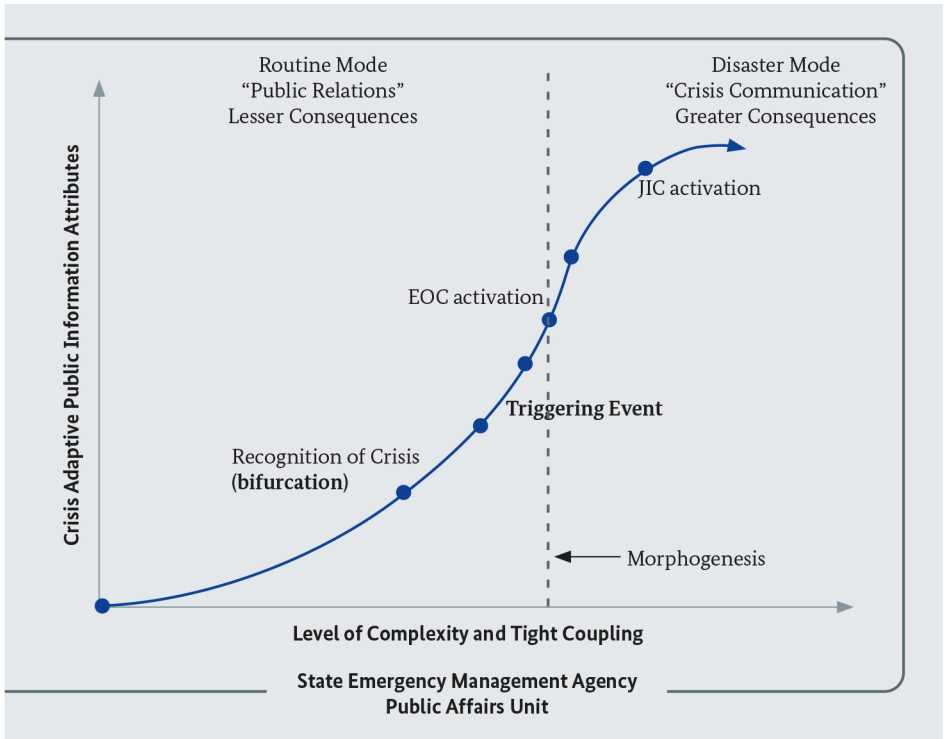 Routine Mode
“Public Relations”
Lesser Consequences
Disaster Mode
“Crisis Communication”
Greater Consequences
Crisis Adaptive Public Information Attributes
JIC activation
EOC activation
Triggering Event
Recognition of Crisis
(bifurcation)
Morphogenesis
Level of Complexity and Tight Coupling
State Emergency Management Agency
Public Affairs Unit